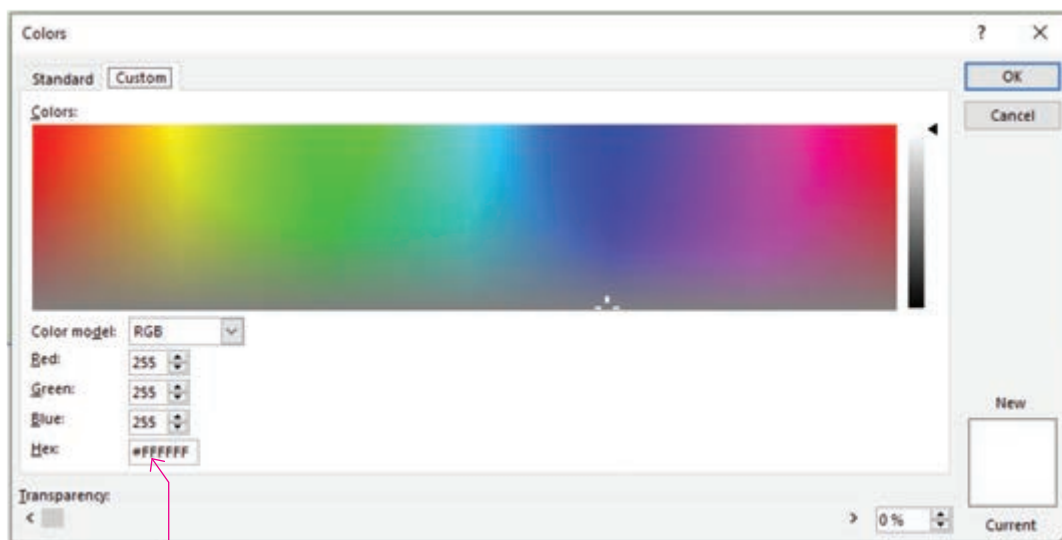 Colors ? ×
Standard Custom OK
Colors: Cancel
Color model: RGB
Red: 255
Green: 255
Blue: 255 New
Hex: #FFFFFF
Transparency:
< > 0 % Current